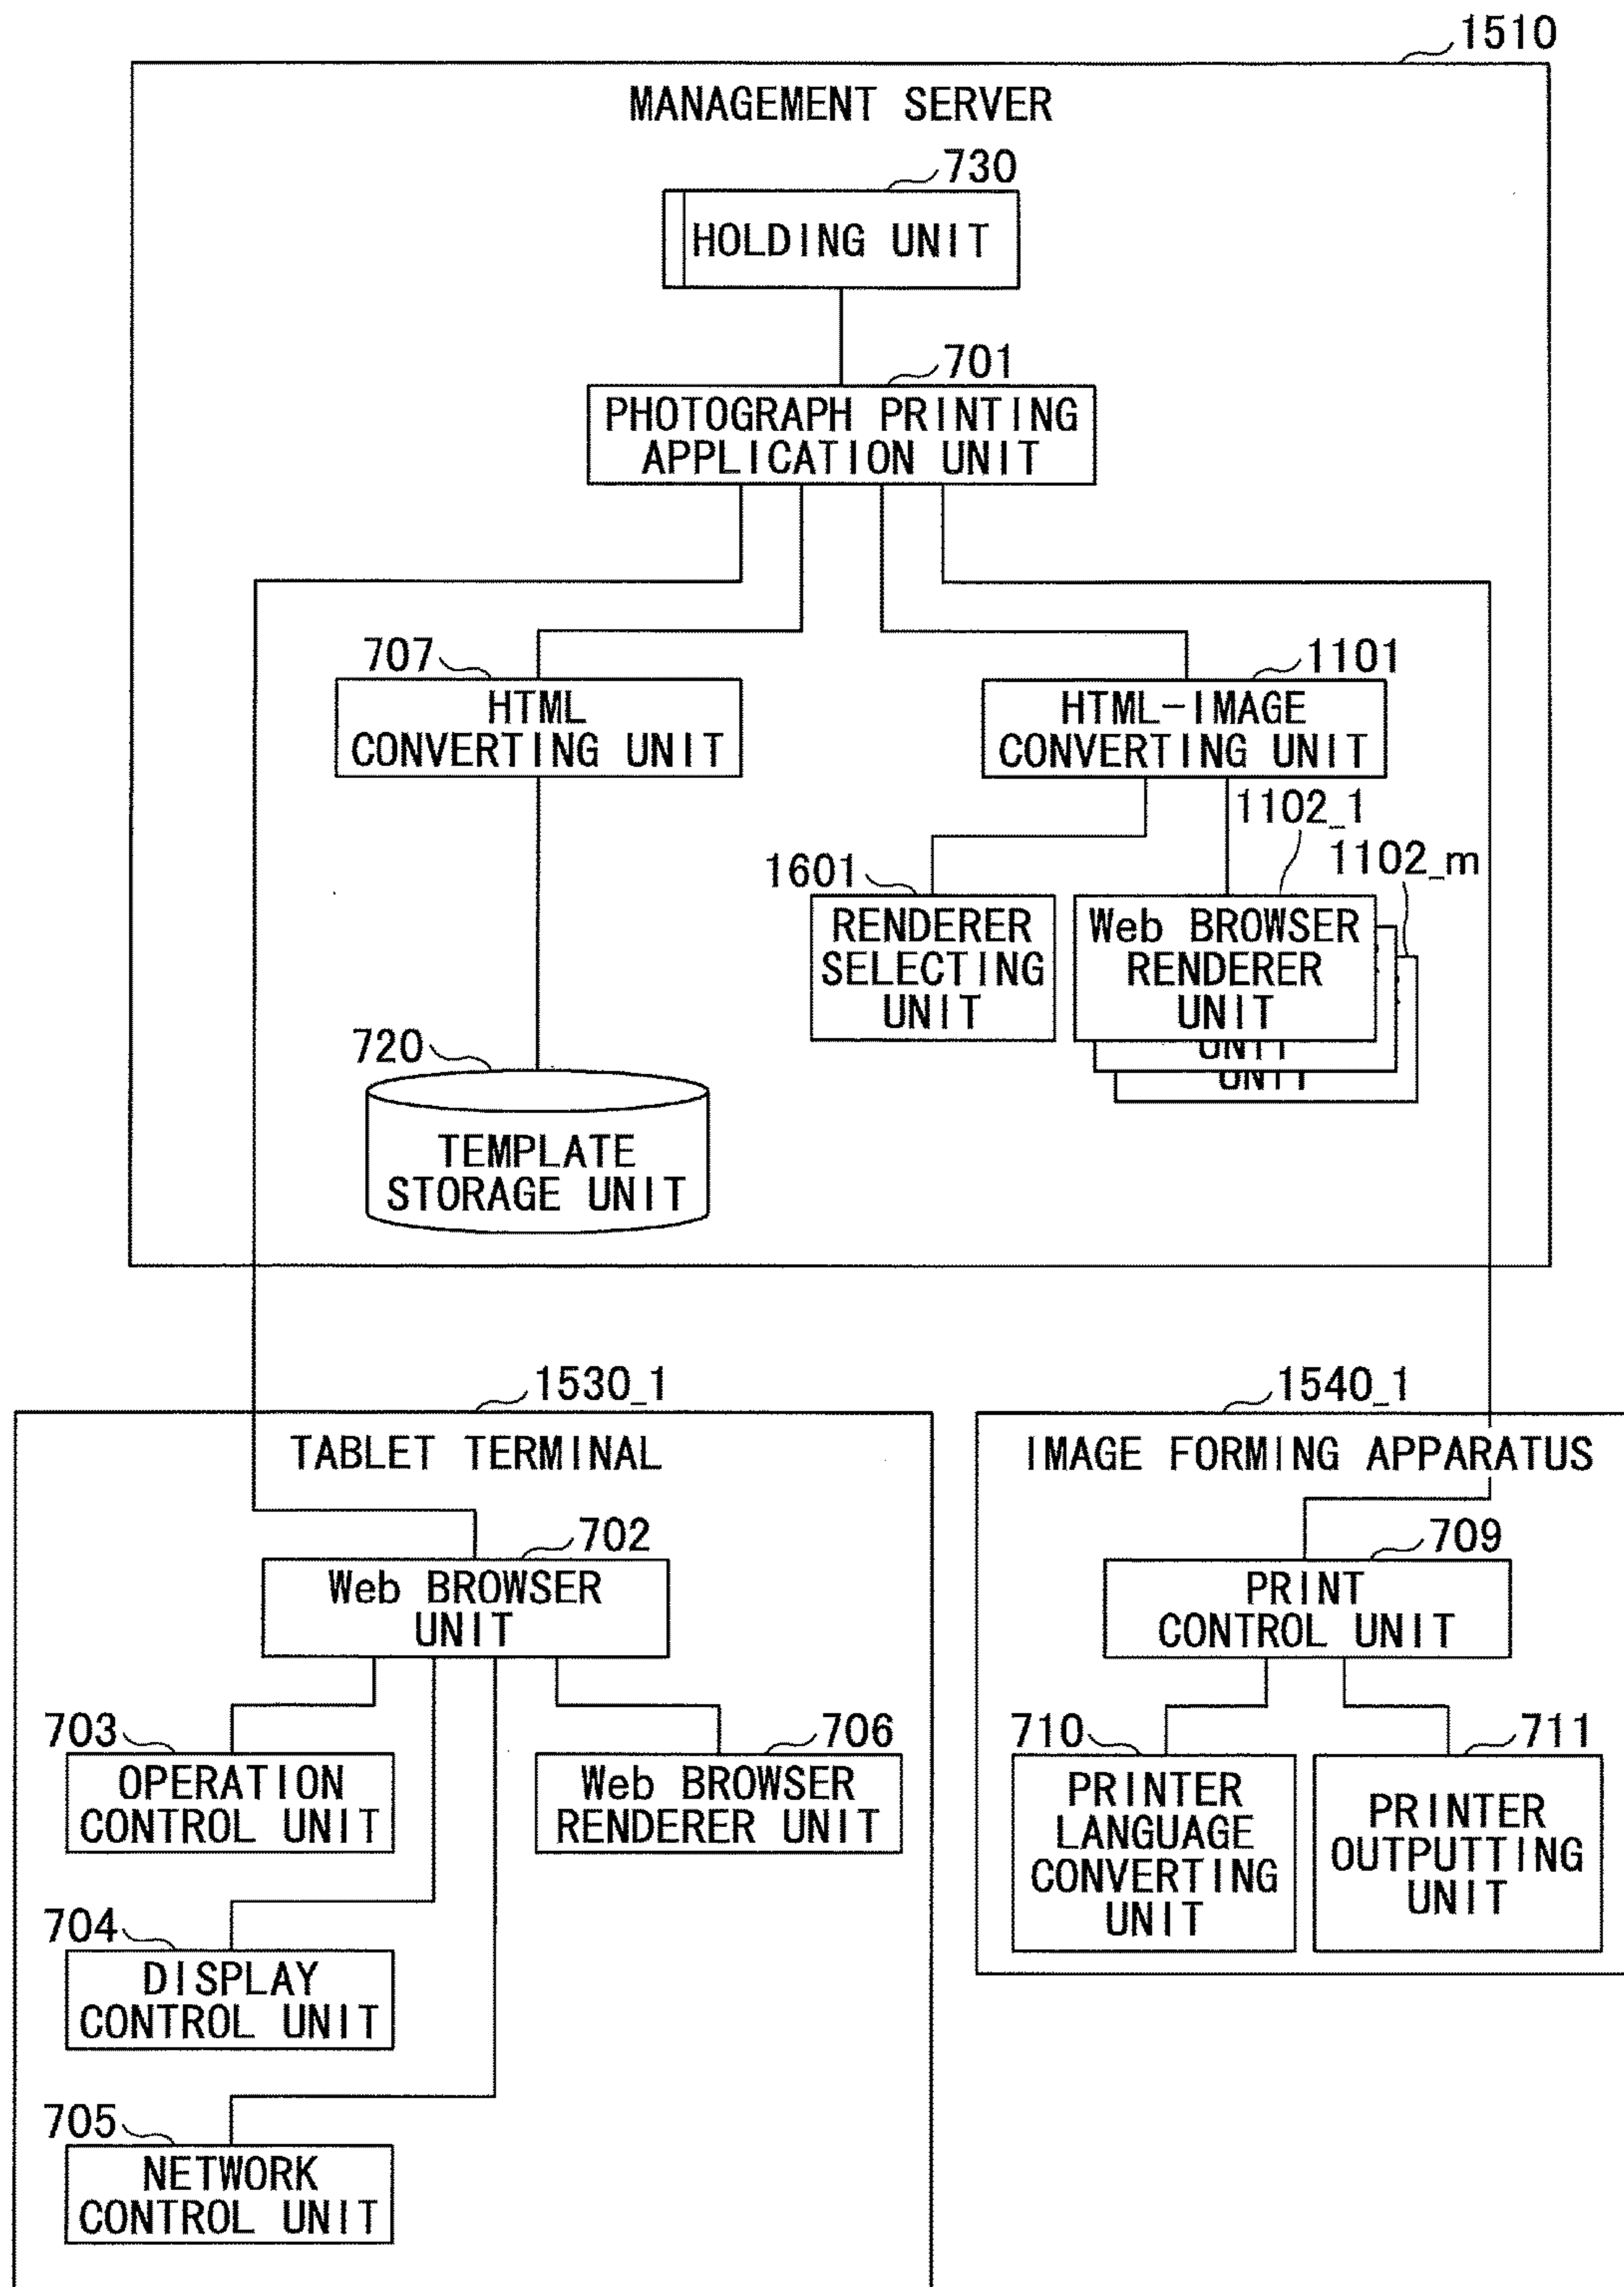 1510
MANAGEMENT SERVER
730
HOLDING UNIT
701
PHOTOGRAPH PRINTING
APPLICATION UNIT
707
HTML
CONVERTING UNIT
1101
HTML-IMAGE
CONVERTING UNIT
1102_1
1102_m
1601
RENDERER
SELECTING
UNIT
Web BROWSER
RENDERER
UNIT
UNIT
UNIT
720
TEMPLATE
STORAGE UNIT
1530_1
TABLET TERMINAL
702
Web BROWSER
UNIT
703
OPERATION
CONTROL UNIT
706
Web BROWSER
RENDERER UNIT
704
DISPLAY
CONTROL UNIT
705
NETWORK
CONTROL UNIT
1540_1
IMAGE FORMING APPARATUS
709
PRINT
CONTROL UNIT
710
PRINTER
LANGUAGE
CONVERTING
UNIT
711
PRINTER
OUTPUTTING
UNIT